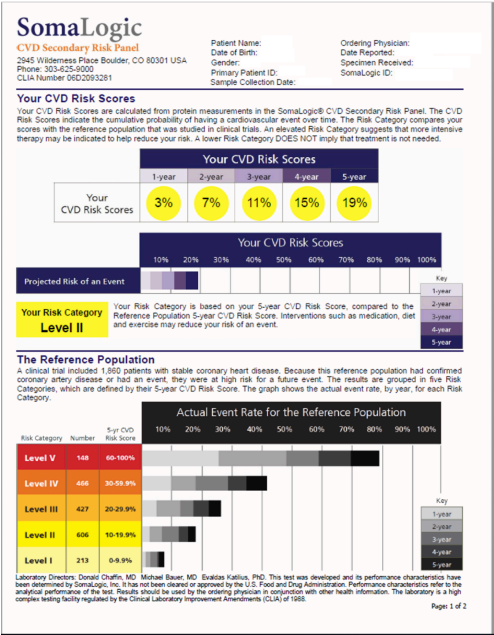 SomaLogic
CVD Secondary Risk Panel
2945 Wilderness Place Boulder, CO 80301 USA
Phone: 303-625-9000
CLIA Number 06D2093281
Patient Name:
Date of Birth:
Gender:
Primary Patient ID:
Sample Collection Date:
Ordering Physician:
Date Reported:
Specimen Received:
SomaLogic ID:
Your CVD Risk Scores
Your CVD Risk Scores are calculated from protein measurements in the SomaLogic® CVD Secondary Risk Panel. The CVD
Risk Scores indicate the cumulative probability of having a cardiovascular event over time. The Risk Category compares your
scores with the reference population that was studied in clinical trials. An elevated Risk Category suggests that more intensive
therapy may be indicated to help reduce your risk. A lower Risk Category DOES NOT imply that treatment is not needed.
Your CVD Risk Scores
1-year 2-year 3-year 4-year 5-year
Your
CVD Risk Scores
3% 7% 11% 15% 19%
Your CVD Risk Scores
10% 20% 30% 40% 50% 60% 70% 80% 90% 100%
Projected Risk of an Event
Key
1-year
2-year
3-year
4-year
5-year
Your Risk Category
Level II
Your Risk Category is based on your 5-year CVD Risk Score, compared to the
Reference Population 5-year CVD Risk Score. Interventions such as medication, diet
and exercise may reduce your risk of an event.
The Reference Population
A clinical trial included 1,860 patients with stable coronary heart disease. Because this reference population had confirmed
coronary artery disease or had an event, they were at high risk for a future event. The results are grouped in five Risk
Categories, which are defined by their 5-year CVD Risk Score. The graph shows the actual event rate, by year, for each Risk
Category.
Actual Event Rate for the Reference Population
10% 20% 30% 40% 50% 60% 70% 80% 90% 100%
Risk Category Number 5-yr CVD
Risk Score
Level V 148 60-100%
Level IV 466 30-59.9%
Level III 427 20-29.9%
Level II 606 10-19.9%
Level I 213 0-9.9%
Key
1-year
2-year
3-year
4-year
5-year
Laboratory Directors: Donald Chaffin, MD Michael Bauer, MD Evaldas Katilius, PhD. This test was developed and its performance characteristics have
been determined by SomaLogic, Inc. It has not been cleared or approved by the U.S. Food and Drug Administration. Performance characteristics refer to the
analytical performance of the test. Results should be used by the ordering physician in conjunction with other health information. The laboratory is a high
complex testing facility regulated by the Clinical Laboratory Improvement Amendments (CLIA) of 1988.
Page: 1 of 2